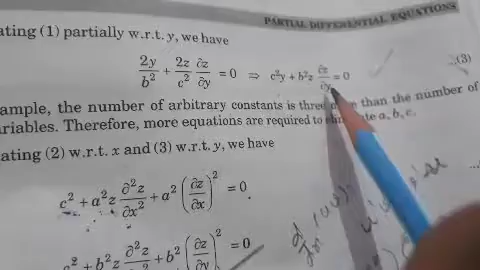 PARTIAL DIFFERENTIAL EQUATIONS
ating (1) partially w.r.t. y, we have
2y/b² + 2z/c² ∂z/∂y = 0 ⇒ c²y + b²z ∂z/∂y = 0 ...(3)
ample, the number of arbitrary constants is three than the number of
ariables. Therefore, more equations are required to a, b, c.
ating (2) w.r.t. x and (3) w.r.t. y, we have
c² + a²z ∂²z/∂x² + a² (∂z/∂x)² = 0.
c² + b²z ∂²z/ + b² (∂z/∂y)² = 0